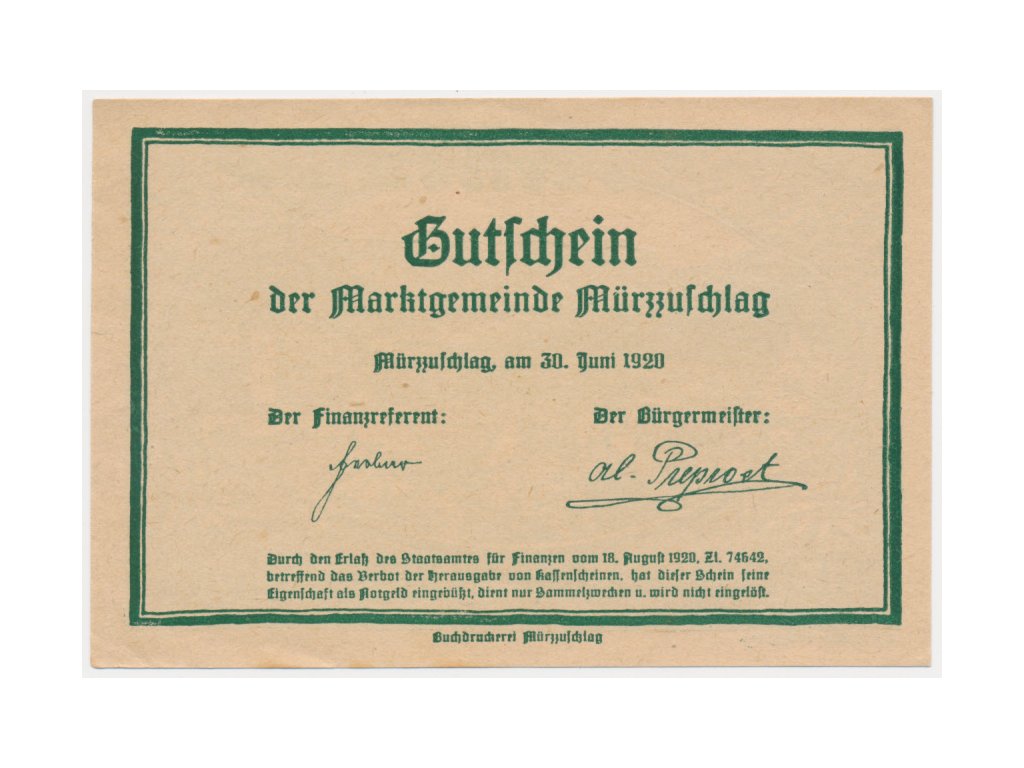 Gutschein
der Marktgemeinde Mürzzuschlag
Mürzzuschlag, am 30. Juni 1920
Der Finanzreferent: Der Bürgermeister:
Al. Preprost
Durch den Erlaß des Staatsamtes für Finanzen vom 18. August 1920, Zl. 74642,
betreffend das Verbot der Herausgabe von Kassenscheinen, hat dieser Schein seine
Eigenschaft als Notgeld eingebüßt, dient nur Sammelzwecken u. wird nicht eingelöst.
Buchdruckerei Mürzzuschlag